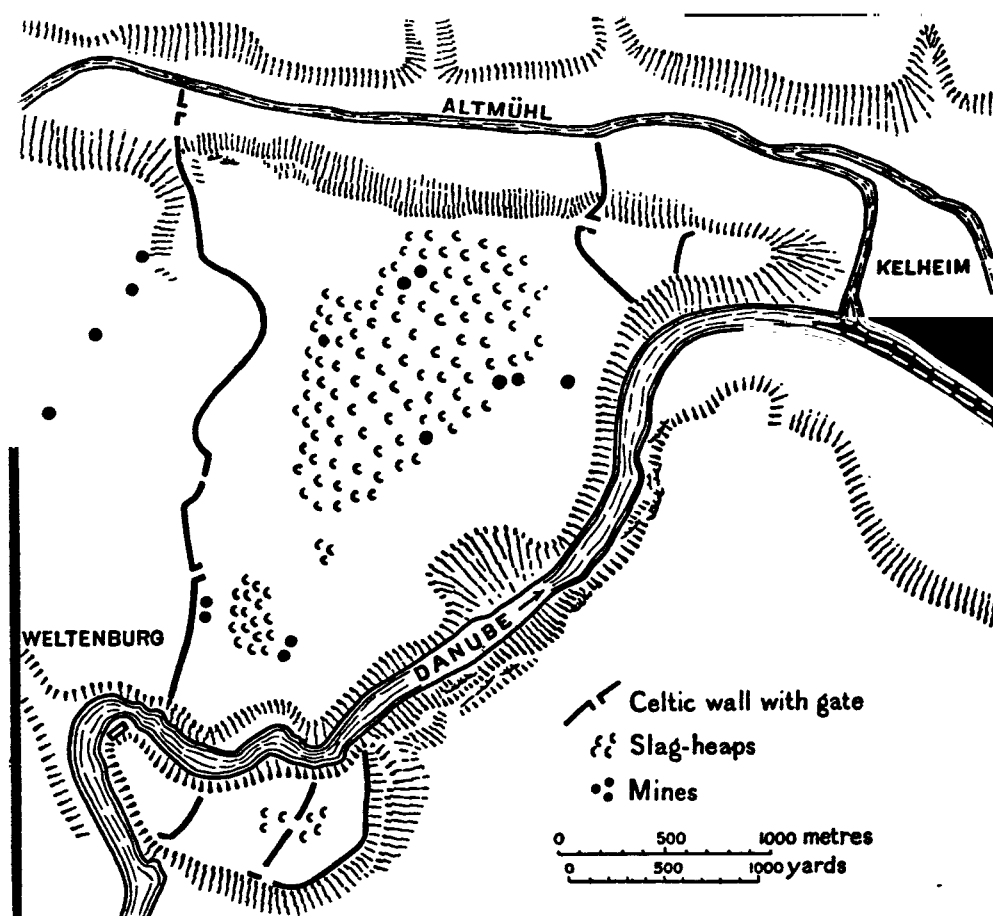 ALTMÜHL
KELHEIM
WELTENBURG
DANUBE
Celtic wall with gate
Slag-heaps
Mines
0 500 1000 metres
0 500 1000 yards